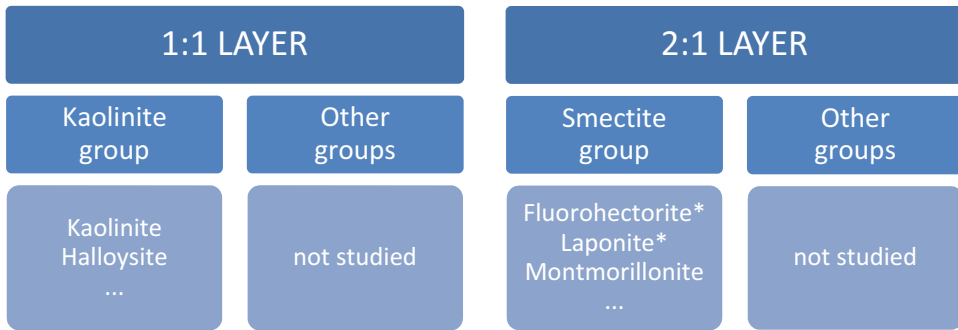 1:1 LAYER
2:1 LAYER
Kaolinite
group
Other
groups
Smectite
group
Other
groups
Kaolinite
Halloysite
...
not studied
Fluorohectorite*
Laponite*
Montmorillonite
...
not studied